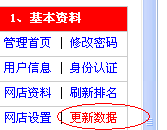 1、基本资料
管理首页 | 修改密码
用户信息 | 身份认证
网店资料 | 刷新排名
网店设置 | 更新数据